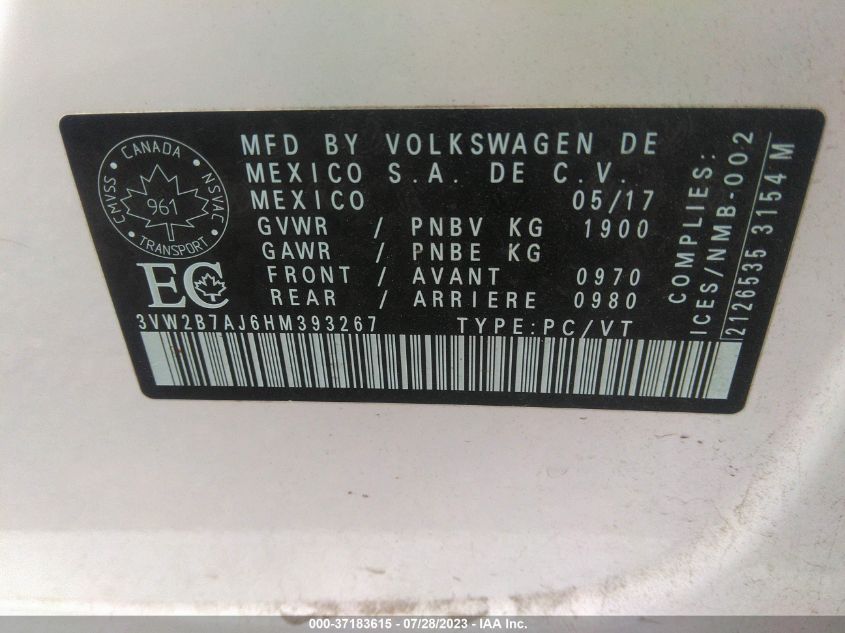 CANADA
CMVSS
NSVAC
961
TRANSPORT
EC
MFD BY VOLKSWAGEN DE
MEXICO S.A. DE C.V.
MEXICO 05/17
GVWR / PNBV KG 1900
GAWR / PNBE KG
FRONT / AVANT 0970
REAR / ARRIERE 0980
3VW2B7AJ6HM393267 TYPE:PC/VT
COMPLIES:
ICES/NMB-002
2126535 3154 M
000-37183615 - 07/28/2023 - IAA Inc.